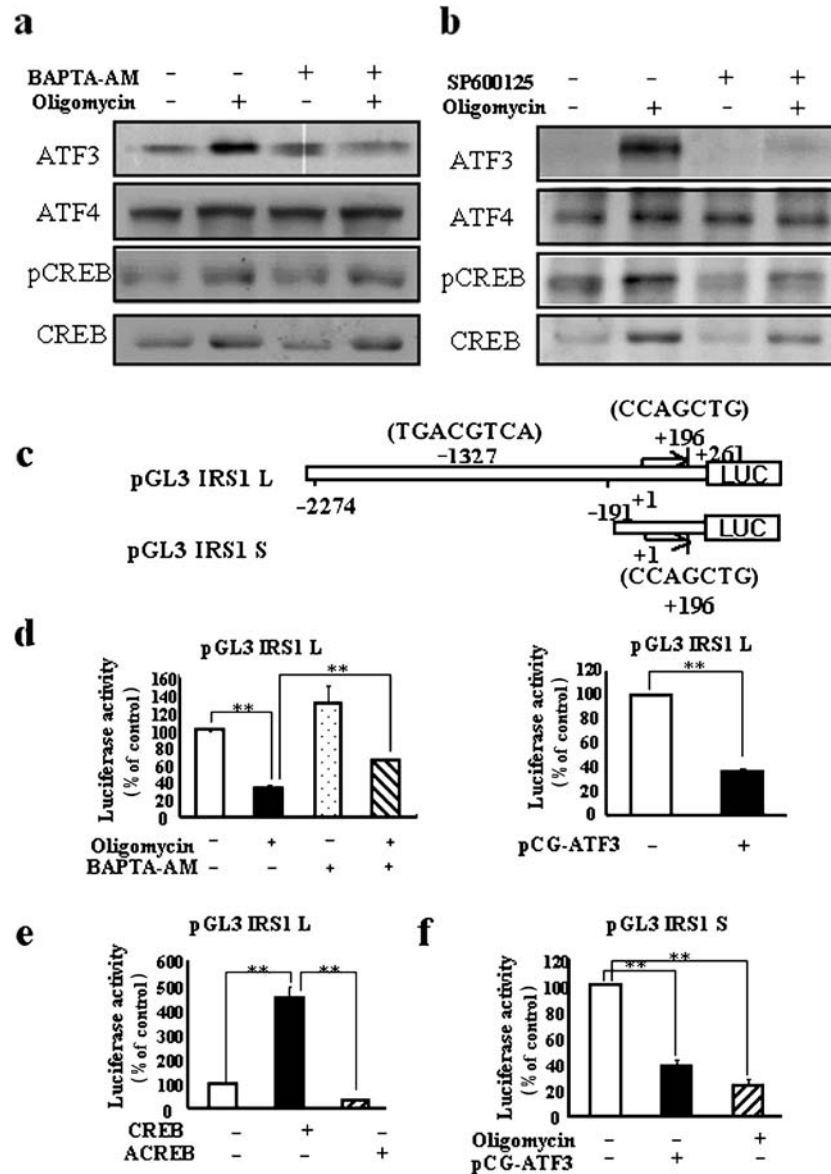 a
BAPTA-AM - - + +
Oligomycin - + - +
ATF3
ATF4
pCREB
CREB
b
SP600125 - - + +
Oligomycin - + - +
ATF3
ATF4
pCREB
CREB
c
(CCAGCTG)
(TGACGTCA)
+196
-1327
+261
pGL3 IRS1 L
LUC
-2274
-191
+1
pGL3 IRS1 S
LUC
+1
(CCAGCTG)
+196
d
pGL3 IRS1 L
Luciferase activity
(% of control)
160
140
120
100
80
60
40
20
0
**
**
Oligomycin - + - +
BAPTA-AM - - + +
pGL3 IRS1 L
Luciferase activity
(% of control)
120
100
80
60
40
20
0
**
pCG-ATF3 - +
e
pGL3 IRS1 L
Luciferase activity
(% of control)
600
500
400
300
200
100
0
**
**
CREB - + -
ACREB - - +
f
pGL3 IRS1 S
Luciferase activity
(% of control)
120
100
80
60
40
20
0
**
**
Oligomycin - - +
pCG-ATF3 - + -